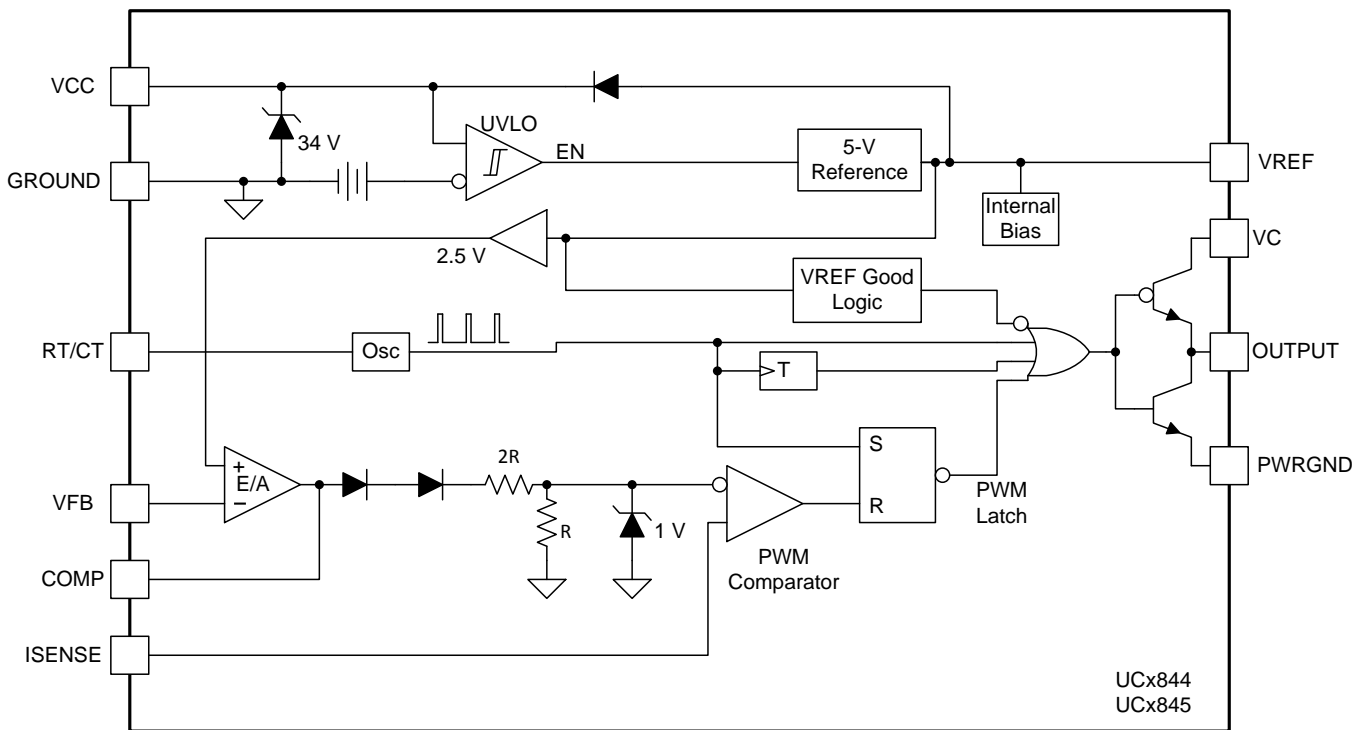 VCC
UVLO
34 V
EN
5-V
Reference
GROUND
VREF
Internal
Bias
VC
2.5 V
VREF Good
Logic
RT/CT
Osc
T
OUTPUT
S
2R
+
E/A
−
PWRGND
VFB
R
PWM
Latch
R
1 V
PWM
Comparator
COMP
ISENSE
UCx844
UCx845